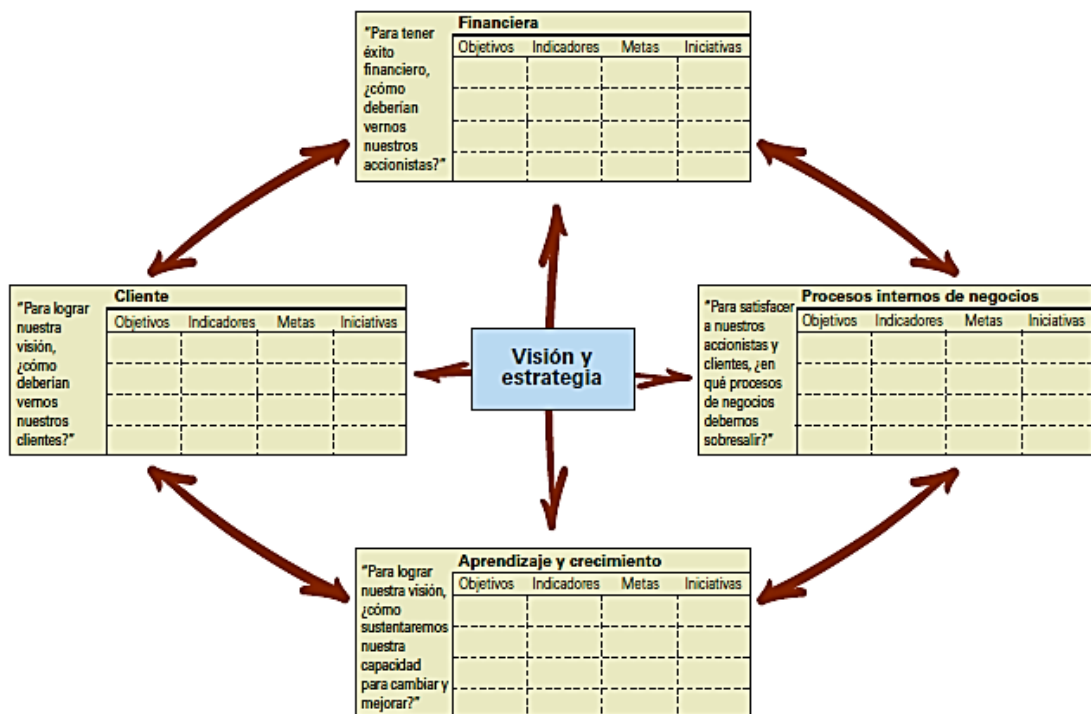 Financiera
"Para tener
éxito
financiero,
¿cómo
deberían
vernos
nuestros
accionistas?"
Objetivos Indicadores Metas Iniciativas
Cliente
"Para lograr
nuestra
visión,
¿cómo
deberian
vernos
nuestros
clientes?"
Objetivos Indicadores Metas Iniciativas
Visión y
estrategia
Procesos internos de negocios
"Para satisfacer
a nuestros
accionistas y
clientes, ¿en
qué procesos
de negocios
debemos
sobresalir?"
Objetivos Indicadores Metas Iniciativas
Aprendizaje y crecimiento
"Para lograr
nuestra visión,
¿cómo
sustentaremos
nuestra
capacidad
para cambiar y
mejorar?"
Objetivos Indicadores Metas Iniciativas